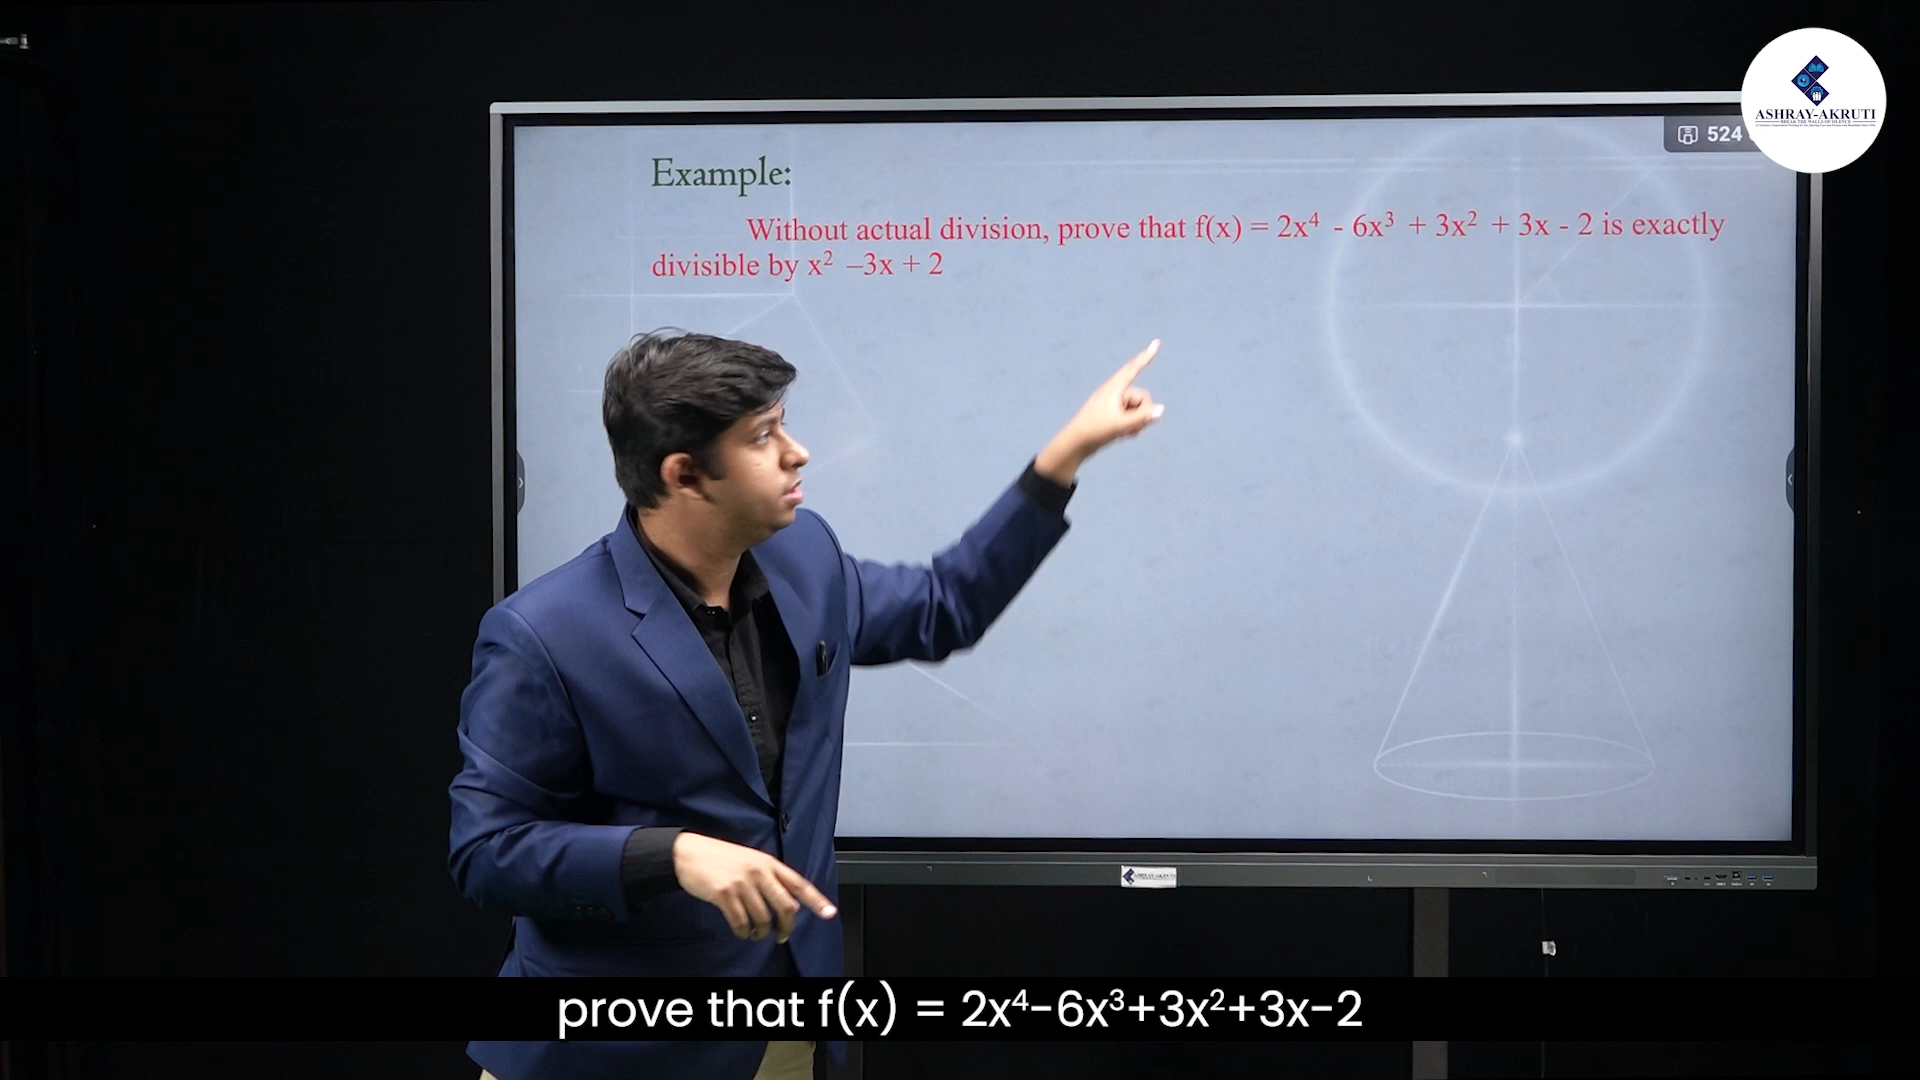 ASHRAY-AKRUTI
524
Example:
Without actual division, prove that f(x) = 2x⁴ - 6x³ + 3x² + 3x - 2 is exactly
divisible by x² –3x + 2
prove that f(x) = 2x⁴-6x³+3x²+3x-2